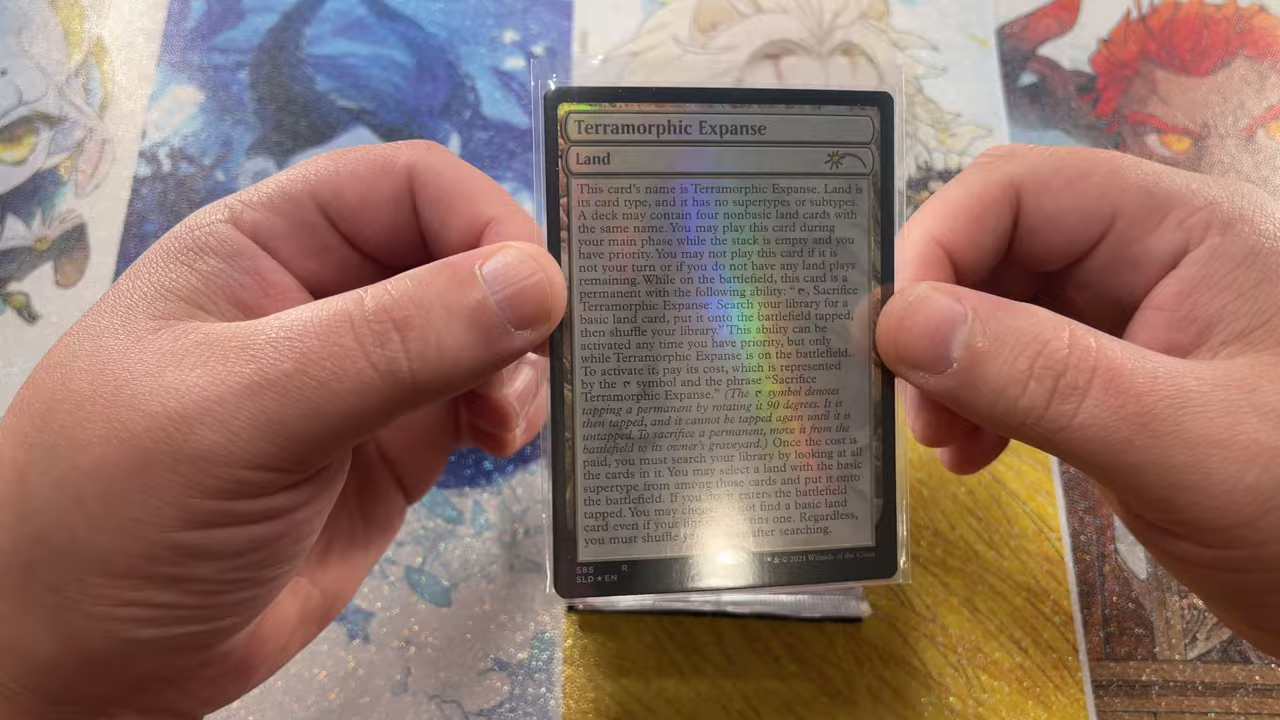 Terramorphic Expanse
Land
This card's name is Terramorphic Expanse. Land is
its card type, and it has no supertypes or subtypes.
A deck may contain four nonbasic land cards with
the same name. You may play this card during
your main phase while the stack is empty and you
have priority. You may not play this card if it is
not your turn or if you do not have any land plays
remaining. While on the battlefield, this card is a
permanent with the following ability: “, Sacrifice
Terramorphic Expanse: Search your library for a
basic land card, put it onto the battlefield tapped,
then shuffle your library.” This ability can be
activated any time you have priority, but only
while Terramorphic Expanse is on the battlefield.
To activate it, pay its cost, which is represented
by the symbol and the phrase “Sacrifice
Terramorphic Expanse.” (The symbol denotes
tapping a permanent by rotating it 90 degrees. It is
then tapped, and it cannot be tapped again until it is
untapped. To sacrifice a permanent, move it from the
battlefield to its owner's graveyard.) Once the cost is
paid, you must search your library by looking at all
the cards in it. You may select a land with the basic
supertype from among those cards and put it onto
the battlefield. If you do, it enters the battlefield
tapped. You may not find a basic land
card even if your one. Regardless,
you must shuffle after searching.
585 R
SLD ★ EN
& © 2021 Wizards of the Coast